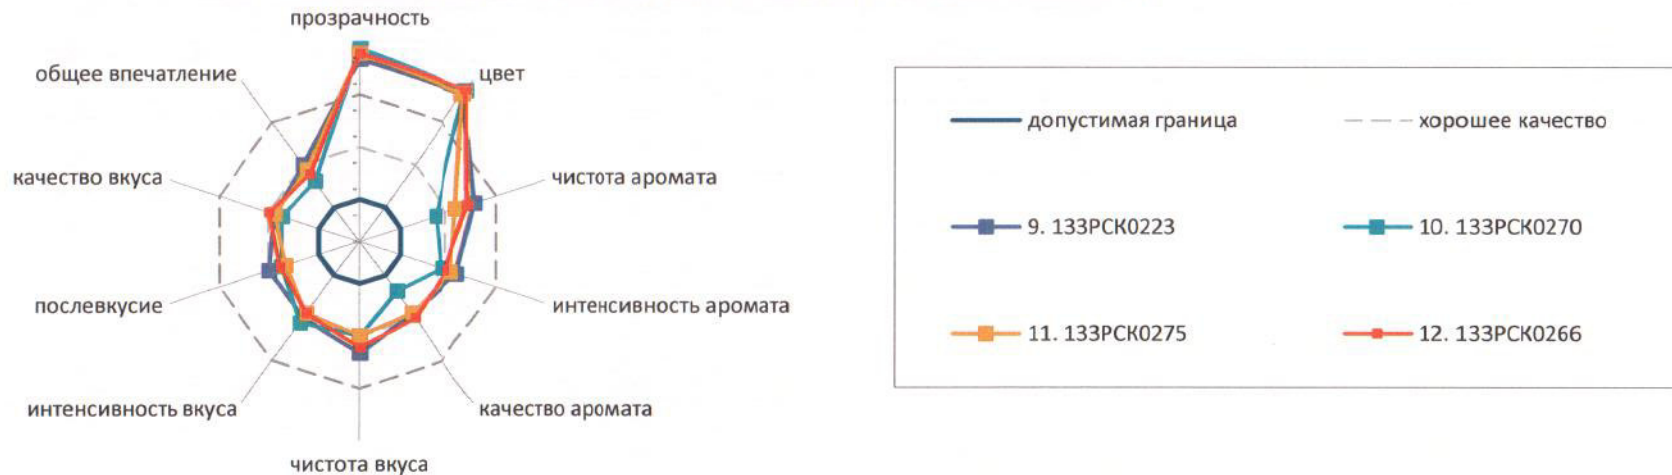 прозрачность
общее впечатление
цвет
качество вкуса
чистота аромата
послевкусие
интенсивность аромата
интенсивность вкуса
качество аромата
чистота вкуса
допустимая граница
хорошее качество
9. 133РСК0223
10. 133РСК0270
11. 133РСК0275
12. 133РСК0266